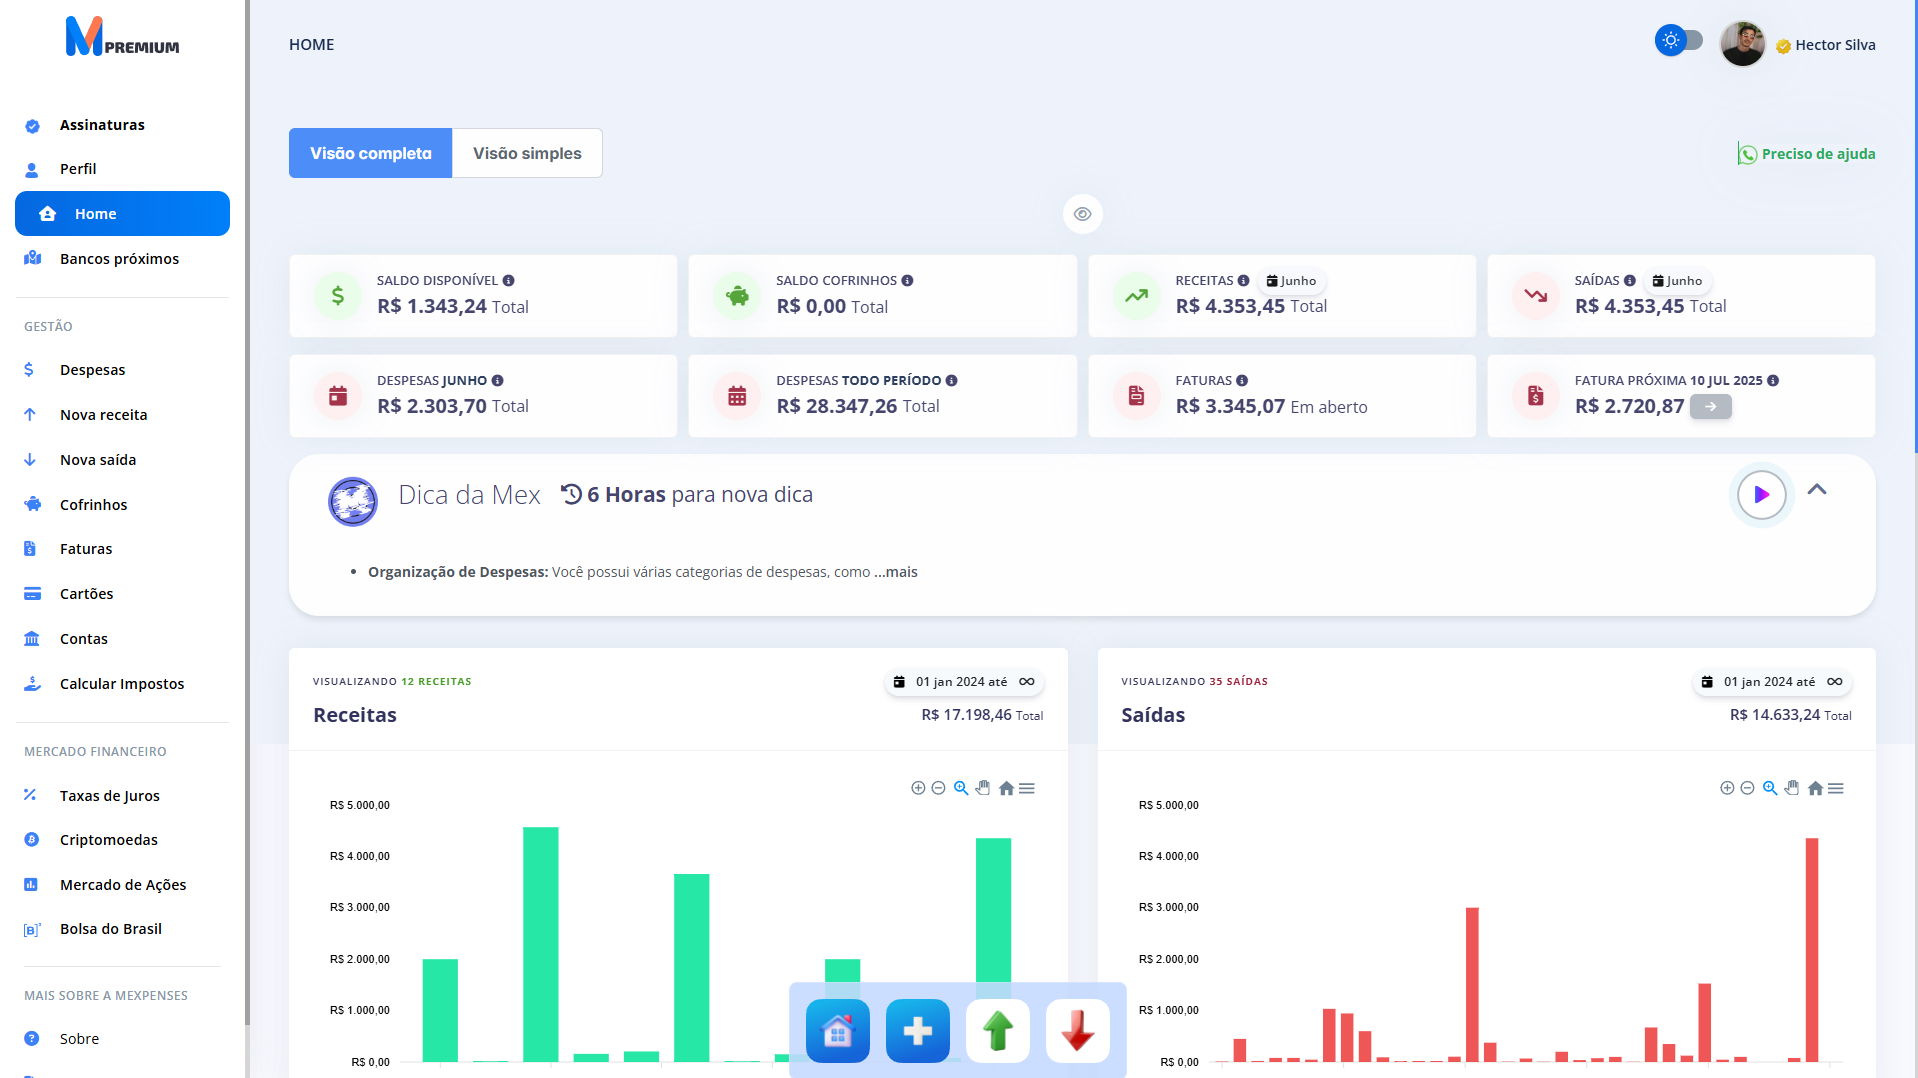 PREMIUM
Assinaturas
Perfil
Home
Bancos próximos
GESTÃO
Despesas
Nova receita
Nova saída
Cofrinhos
Faturas
Cartões
Contas
Calcular Impostos
MERCADO FINANCEIRO
Taxas de Juros
Criptomoedas
Mercado de Ações
Bolsa do Brasil
MAIS SOBRE A MEXPENSES
Sobre
HOME
Hector Silva
Visão completa
Visão simples
Preciso de ajuda
SALDO DISPONÍVEL
R$ 1.343,24 Total
SALDO COFRINHOS
R$ 0,00 Total
RECEITAS Junho
R$ 4.353,45 Total
SAÍDAS Junho
R$ 4.353,45 Total
DESPESAS JUNHO
R$ 2.303,70 Total
DESPESAS TODO PERÍODO
R$ 28.347,26 Total
FATURAS
R$ 3.345,07 Em aberto
FATURA PRÓXIMA 10 JUL 2025
R$ 2.720,87
Dica da Mex 6 Horas para nova dica
• Organização de Despesas: Você possui várias categorias de despesas, como ...mais
VISUALIZANDO 12 RECEITAS
01 jan 2024 até ∞
Receitas
R$ 17.198,46 Total
R$ 5.000,00
R$ 4.000,00
R$ 3.000,00
R$ 2.000,00
R$ 1.000,00
R$ 0,00
VISUALIZANDO 35 SAÍDAS
01 jan 2024 até ∞
Saídas
R$ 14.633,24 Total
R$ 5.000,00
R$ 4.000,00
R$ 3.000,00
R$ 2.000,00
R$ 1.000,00
R$ 0,00